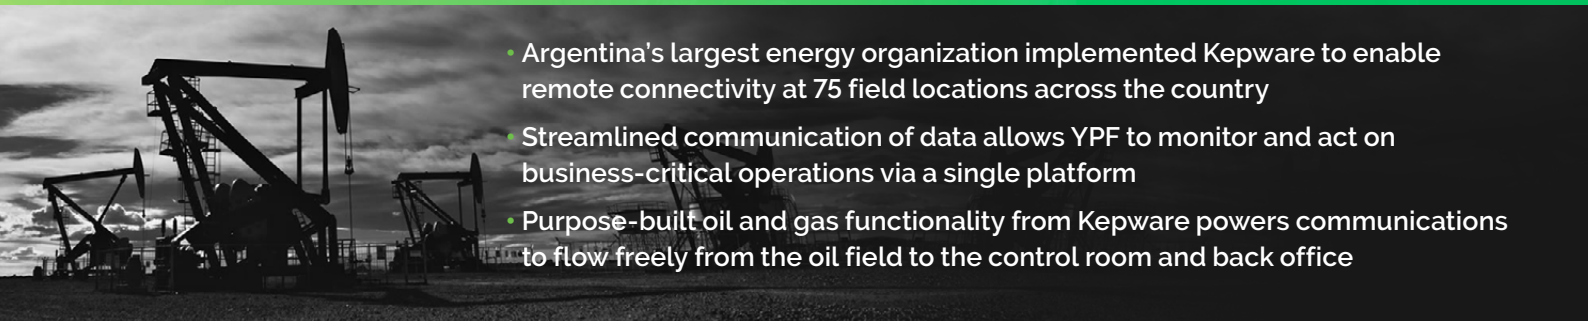 • Argentina's largest energy organization implemented Kepware to enable
remote connectivity at 75 field locations across the country
• Streamlined communication of data allows YPF to monitor and act on
business-critical operations via a single platform
• Purpose-built oil and gas functionality from Kepware powers communications
to flow freely from the oil field to the control room and back office